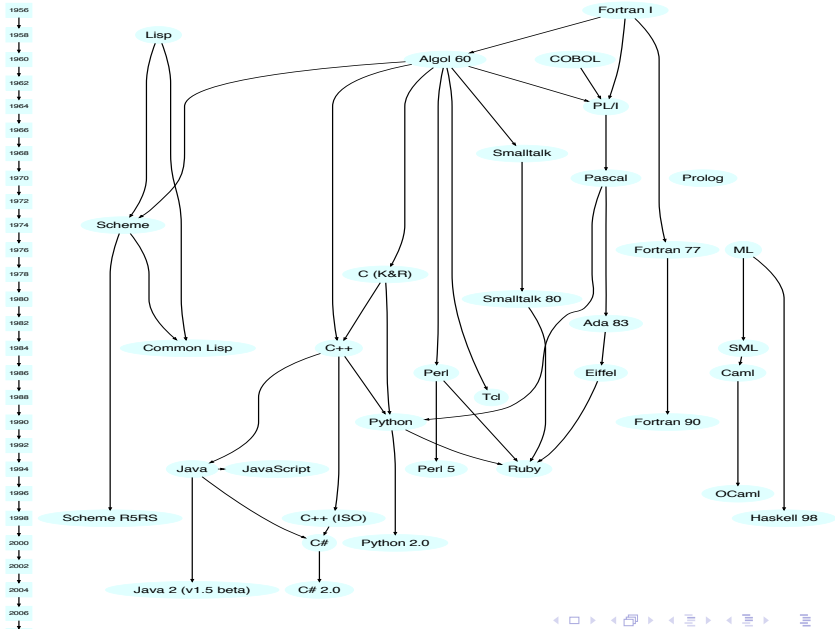 1956
Fortran I
1958
Lisp
1960
Algol 60
COBOL
1962
1964
PL/I
1966
1968
Smalltalk
1970
Pascal
Prolog
1972
1974
Scheme
1976
Fortran 77
ML
1978
C (K&R)
1980
Smalltalk 80
1982
Ada 83
1984
Common Lisp
C++
SML
1986
Perl
Eiffel
Caml
1988
Tcl
1990
Python
Fortran 90
1992
1994
Java
JavaScript
Perl 5
Ruby
1996
OCaml
1998
Scheme R5RS
C++ (ISO)
Haskell 98
2000
C#
Python 2.0
2002
2004
Java 2 (v1.5 beta)
C# 2.0
2006